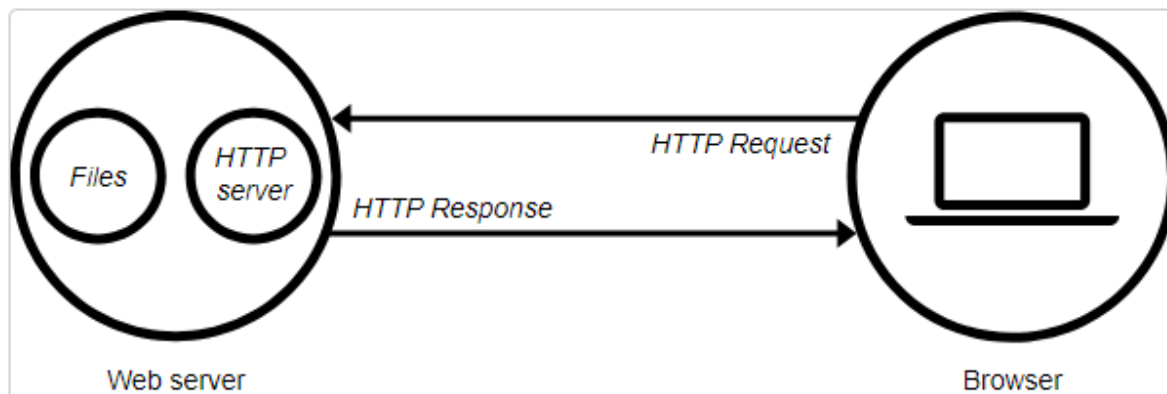 Files
HTTP
server
HTTP Request
HTTP Response
Web server
Browser